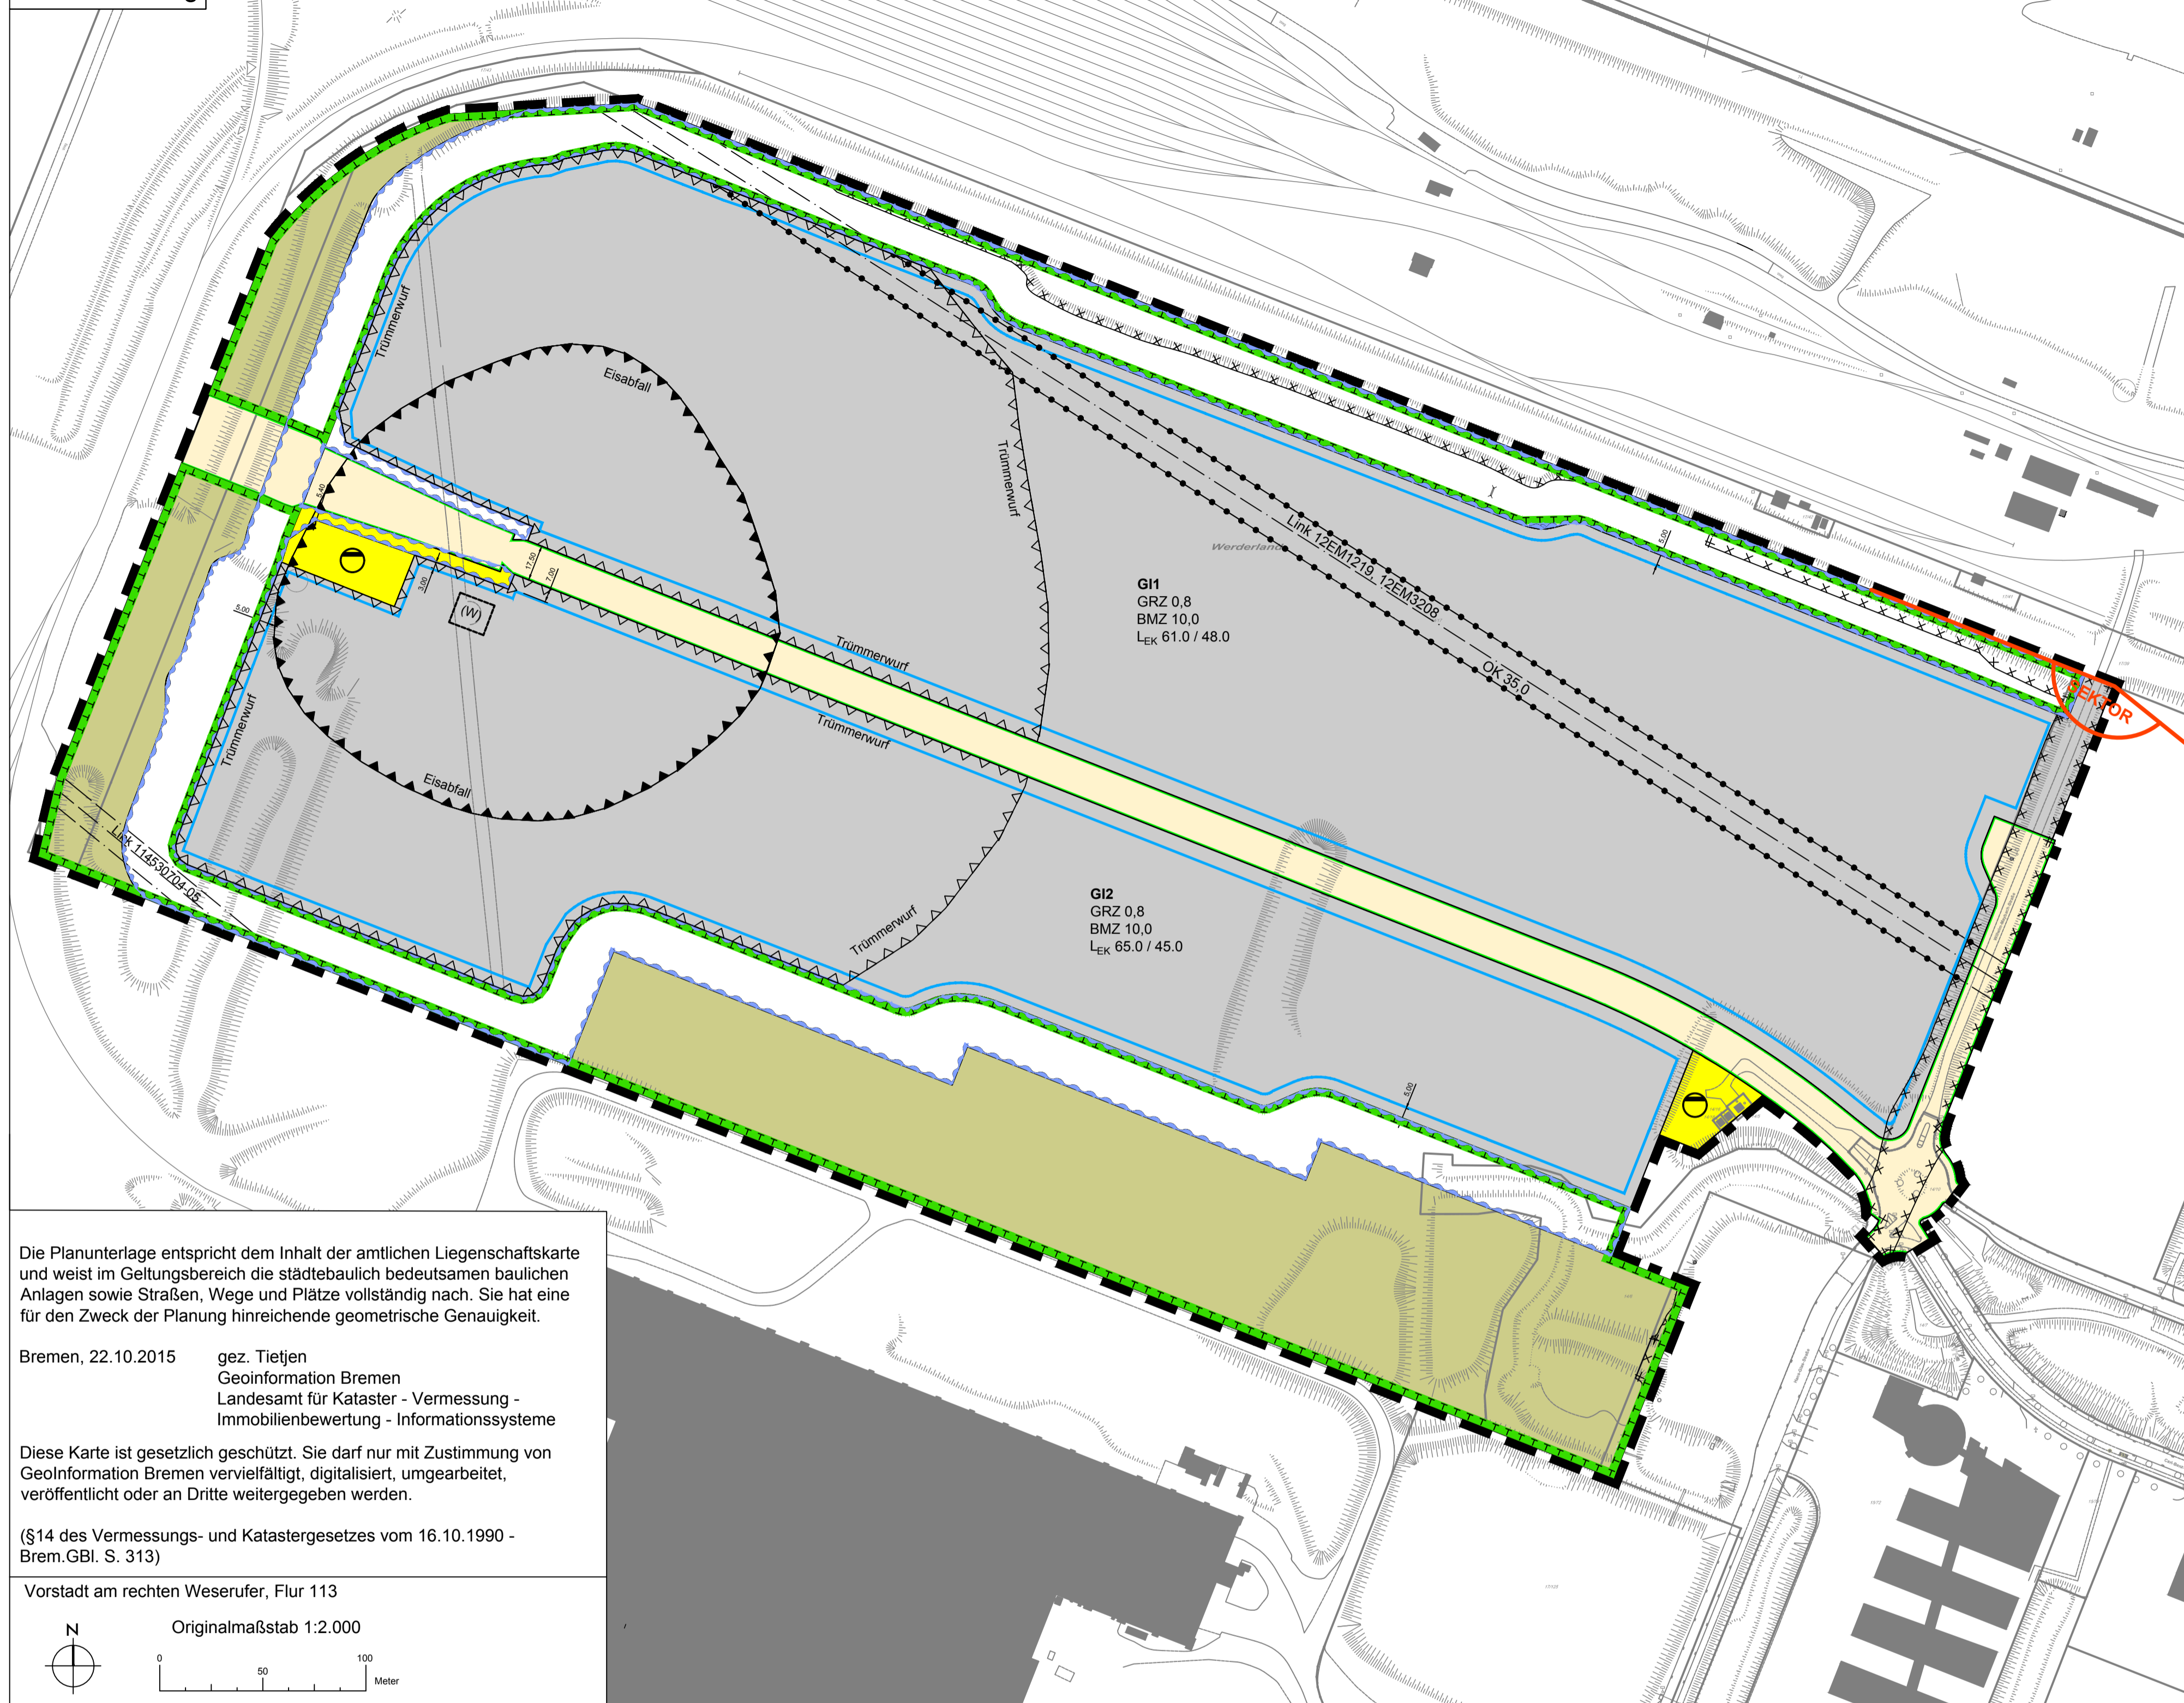 Trümmerwurf
Eisabfall
Trümmerwurf
5.00
Link 12EM1219, 12EM3208
Werderland
GI1
GRZ 0,8
BMZ 10,0
LEK 61.0 / 48.0
OK 35,0
SEKTOR
5.40
17.50
7.00
3.00
(W)
5.00
Trümmerwurf
Trümmerwurf
Trümmerwurf
Eisabfall
Link 114530704-05
GI2
GRZ 0,8
BMZ 10,0
LEK 65.0 / 45.0
Trümmerwurf
5.00
Die Planunterlage entspricht dem Inhalt der amtlichen Liegenschaftskarte
und weist im Geltungsbereich die städtebaulich bedeutsamen baulichen
Anlagen sowie Straßen, Wege und Plätze vollständig nach. Sie hat eine
für den Zweck der Planung hinreichende geometrische Genauigkeit.
Bremen, 22.10.2015 gez. Tietjen
Geoinformation Bremen
Landesamt für Kataster - Vermessung -
Immobilienbewertung - Informationssysteme
Diese Karte ist gesetzlich geschützt. Sie darf nur mit Zustimmung von
GeoInformation Bremen vervielfältigt, digitalisiert, umgearbeitet,
veröffentlicht oder an Dritte weitergegeben werden.
(§14 des Vermessungs- und Katastergesetzes vom 16.10.1990 -
Brem.GBl. S. 313)
Vorstadt am rechten Weserufer, Flur 113
Originalmaßstab 1:2.000
N
0 50 100
Meter